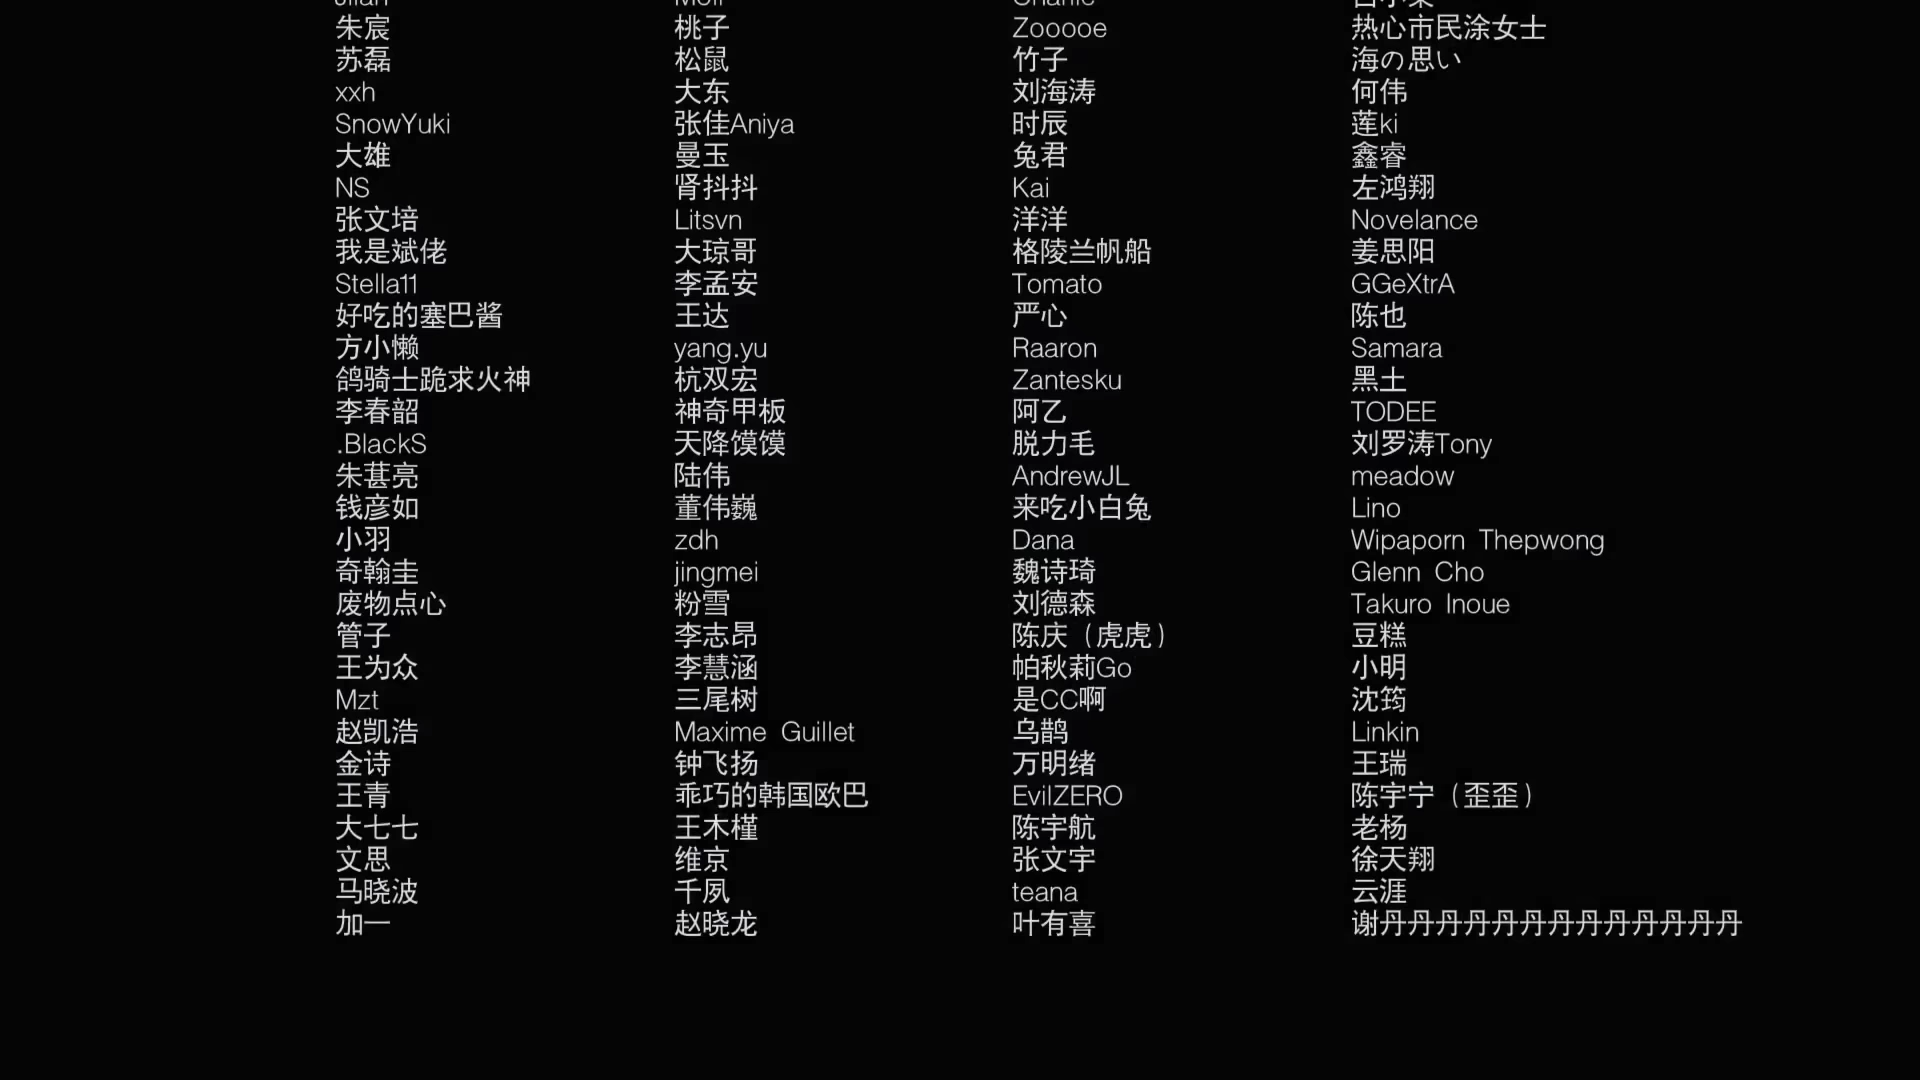 朱宸 桃子 Zooooe 热心市民涂女士
苏磊 松鼠 竹子 海の思い
xxh 大东 刘海涛 何伟
SnowYuki 张佳Aniya 时辰 莲ki
大雄 曼玉 兔君 鑫睿
NS 肾抖抖 Kai 左鸿翔
张文培 Litsvn 洋洋 Novelance
我是斌佬 大琼哥 格陵兰帆船 姜思阳
Stella11 李孟安 Tomato GGeXtrA
好吃的塞巴酱 王达 严心 陈也
方小懒 yang.yu Raaron Samara
鸽骑士跪求火神 杭双宏 Zantesku 黑土
李春韶 神奇甲板 阿乙 TODEE
.BlackS 天降馍馍 脱力毛 刘罗涛Tony
朱葚亮 陆伟 AndrewJL meadow
钱彦如 董伟巍 来吃小白兔 Lino
小羽 zdh Dana Wipaporn Thepwong
奇翰圭 jingmei 魏诗琦 Glenn Cho
废物点心 粉雪 刘德森 Takuro Inoue
管子 李志昂 陈庆（虎虎） 豆糕
王为众 李慧涵 帕秋莉Go 小明
Mzt 三尾树 是CC啊 沈筠
赵凯浩 Maxime Guillet 乌鹊 Linkin
金诗 钟飞扬 万明绪 王瑞
王青 乖巧的韩国欧巴 EvilZERO 陈宇宁（歪歪）
大七七 王木槿 陈宇航 老杨
文思 维京 张文宇 徐天翔
马晓波 千夙 teana 云涯
加一 赵晓龙 叶有喜 谢丹丹丹丹丹丹丹丹丹丹丹丹丹